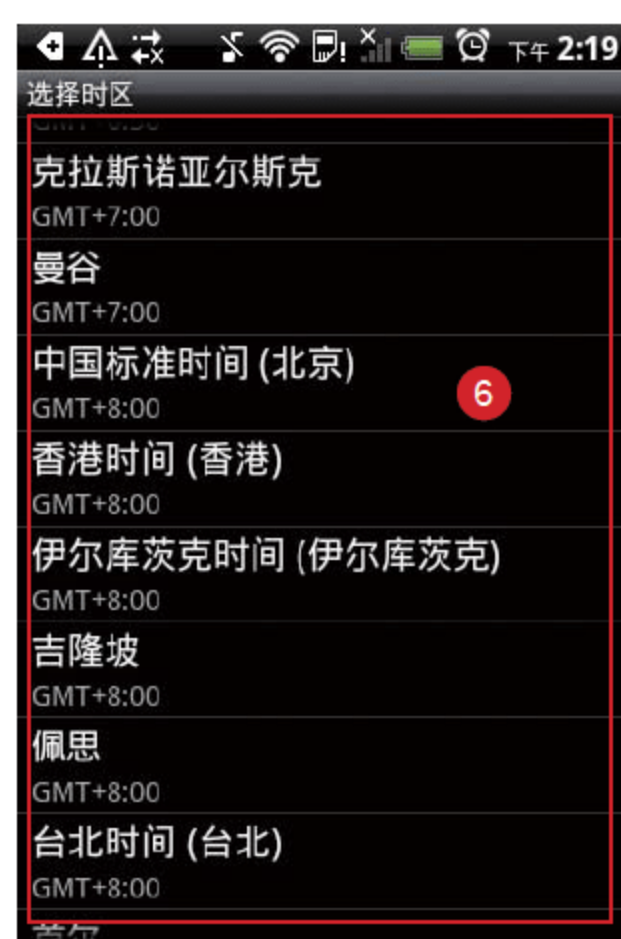 下午 2:19
选择时区
克拉斯诺亚尔斯克
GMT+7:00
曼谷
GMT+7:00
中国标准时间 (北京)
GMT+8:00
6
香港时间 (香港)
GMT+8:00
伊尔库茨克时间 (伊尔库茨克)
GMT+8:00
吉隆坡
GMT+8:00
佩思
GMT+8:00
台北时间 (台北)
GMT+8:00